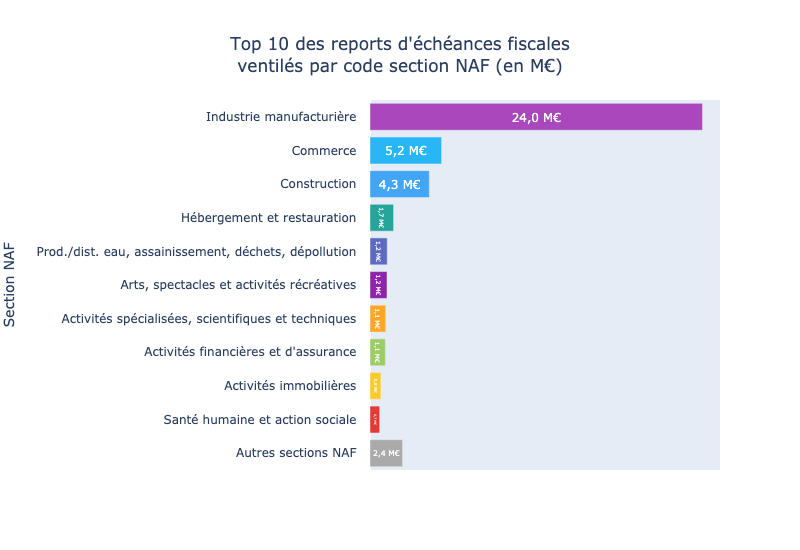 Top 10 des reports d'échéances fiscales
ventilés par code section NAF (en M€)
Section NAF
Industrie manufacturière 24,0 M€
Commerce 5,2 M€
Construction 4,3 M€
Hébergement et restauration 1,7 M€
Prod./dist. eau, assainissement, déchets, dépollution 1,2 M€
Arts, spectacles et activités récréatives 1,2 M€
Activités spécialisées, scientifiques et techniques 1,1 M€
Activités financières et d'assurance 1,1 M€
Activités immobilières
Santé humaine et action sociale
Autres sections NAF 2,4 M€